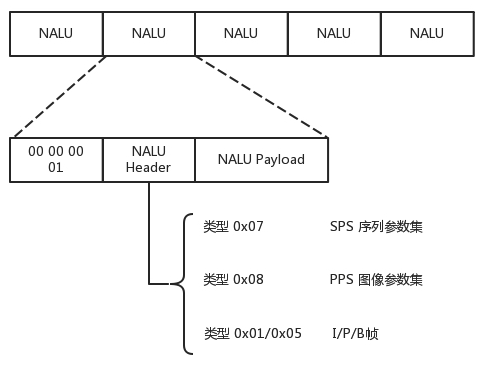 NALU NALU NALU NALU NALU
00 00 00 NALU NALU Payload
01 Header
类型 0x07 SPS 序列参数集
类型 0x08 PPS 图像参数集
类型 0x01/0x05 I/P/B帧